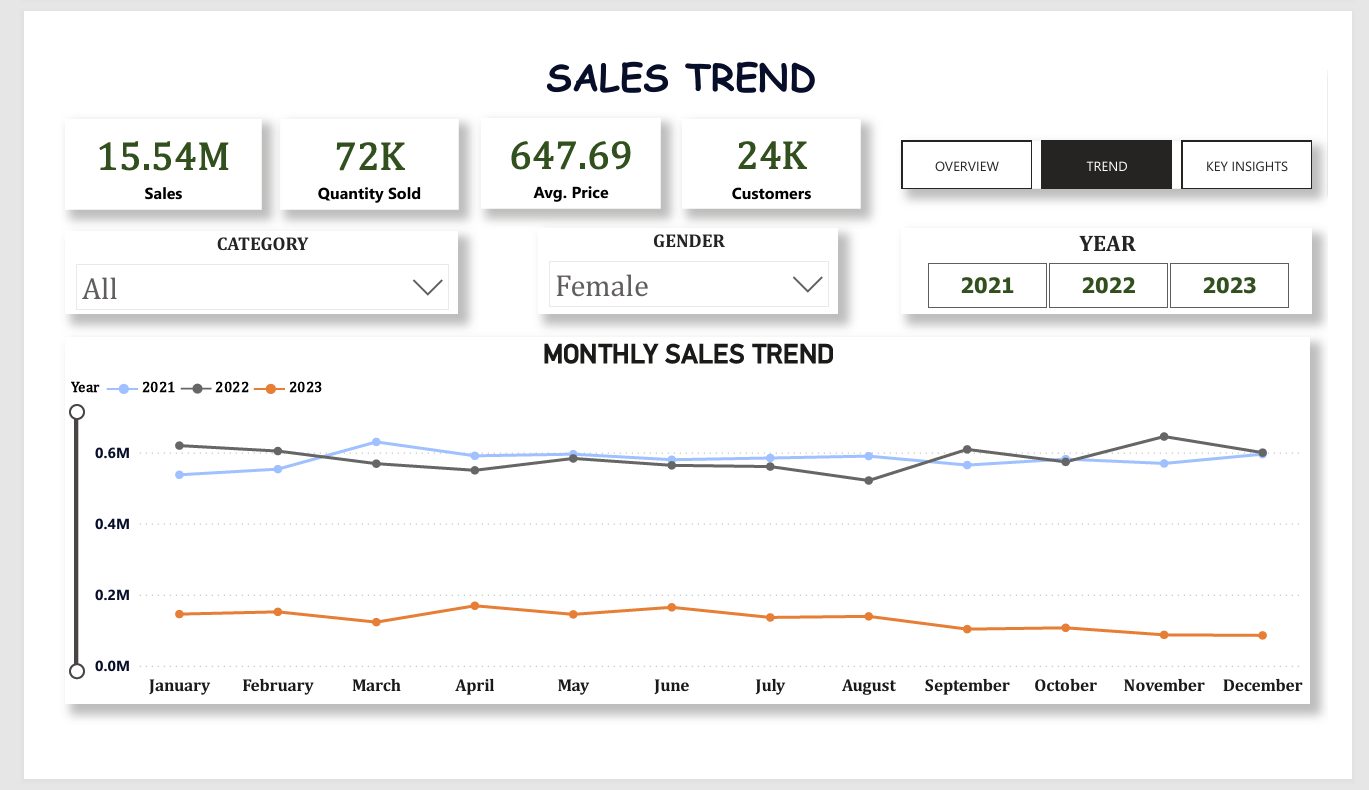 SALES TREND
15.54M
Sales
72K
Quantity Sold
647.69
Avg. Price
24K
Customers
OVERVIEW
TREND
KEY INSIGHTS
CATEGORY
All
GENDER
Female
YEAR
2021 2022 2023
MONTHLY SALES TREND
Year 2021 2022 2023
0.6M
0.4M
0.2M
0.0M
January February March April May June July August September October November December